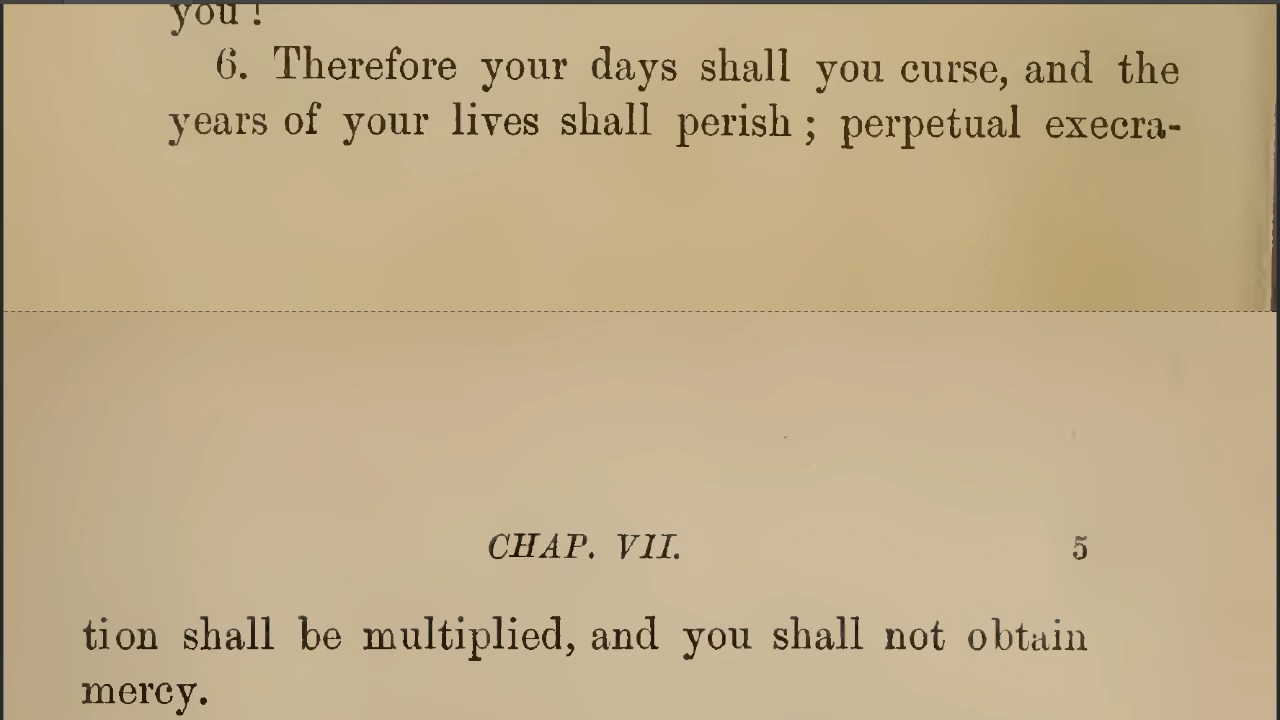 you !
6. Therefore your days shall you curse, and the
years of your lives shall perish ; perpetual execra-
CHAP. VII. 5
tion shall be multiplied, and you shall not obtain
mercy.